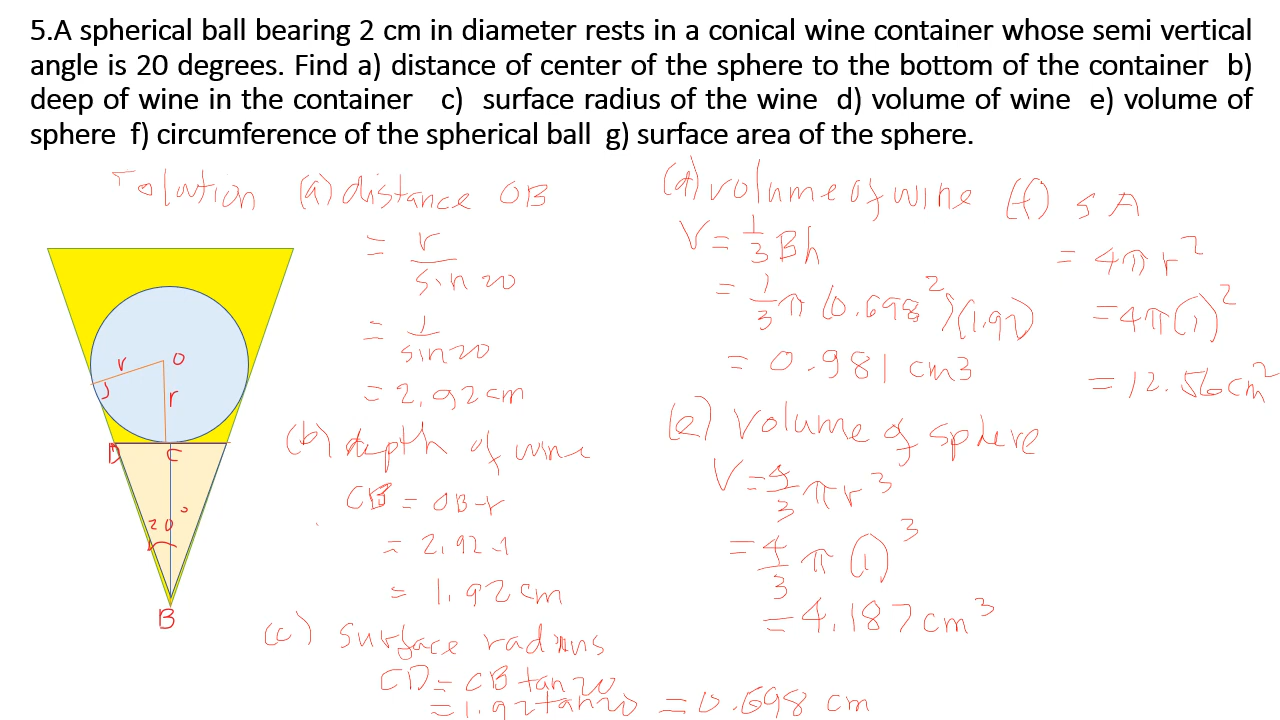 5.A spherical ball bearing 2 cm in diameter rests in a conical wine container whose semi vertical
angle is 20 degrees. Find a) distance of center of the sphere to the bottom of the container b)
deep of wine in the container c) surface radius of the wine d) volume of wine e) volume of
sphere f) circumference of the spherical ball g) surface area of the sphere.
Solution (a) distance OB
= r / sin 20
= 1 / sin 20
= 2.92 cm
(b) depth of wine
CB = OB-r
= 2.92-1
= 1.92 cm
(c) surface radius
CD = CB tan 20
= 1.92 tan 20 = 0.698 cm
(d) volume of wine
V = 1/3 Bh
= 1/3 π (0.698²)(1.92)
= 0.981 cm3
(e) volume of sphere
V = 4/3 π r³
= 4/3 π (1)³
= 4.187 cm³
(f) SA
= 4π r²
= 4π(1)²
= 12.56 cm²
r O
r
D C
20°
B